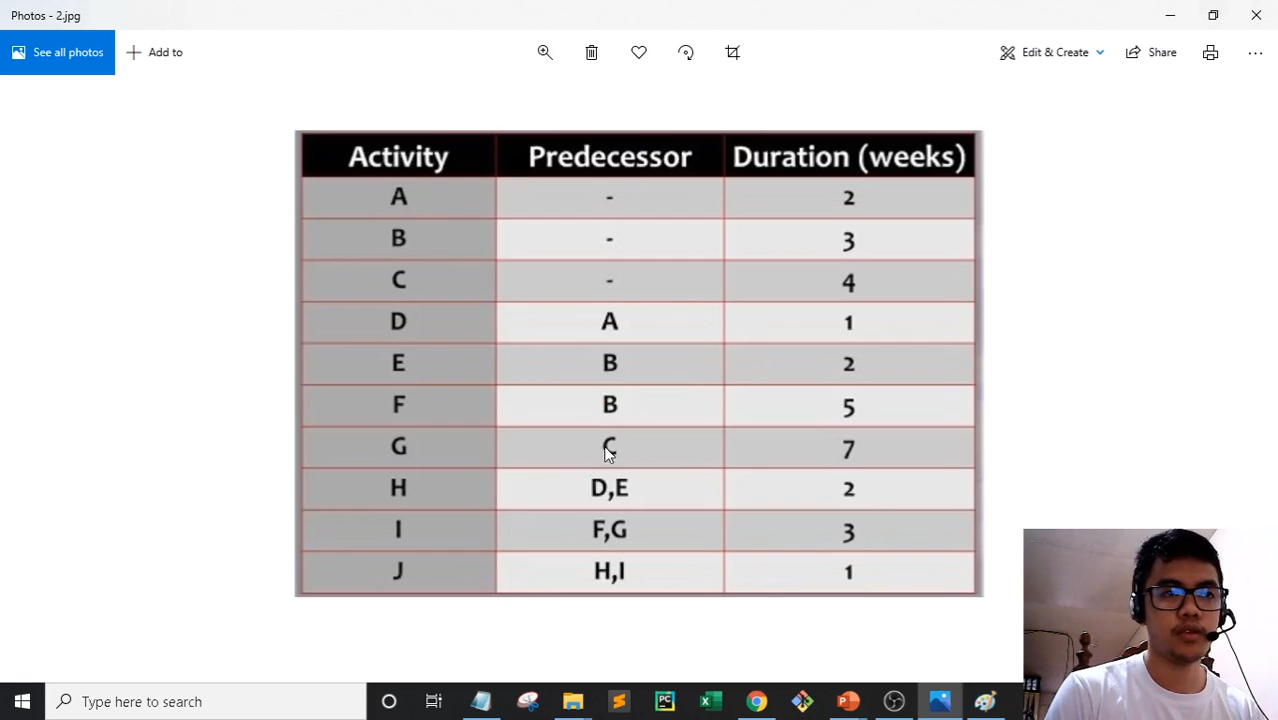 Photos - 2.jpg
See all photos
Add to
Edit & Create
Share
Activity Predecessor Duration (weeks)
A - 2
B - 3
C - 4
D A 1
E B 2
F B 5
G C 7
H D,E 2
I F,G 3
J H,I 1
Type here to search